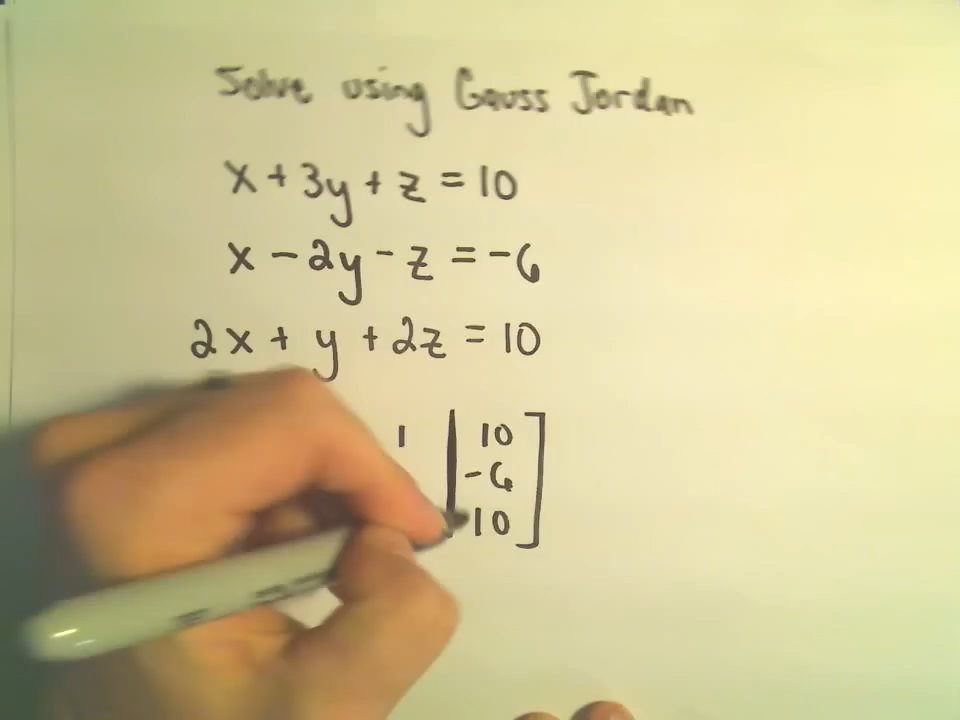 Solve using Gauss Jordan
x + 3y + z = 10
x - 2y - z = -6
2x + y + 2z = 10
1 | 10 ]
-6
10